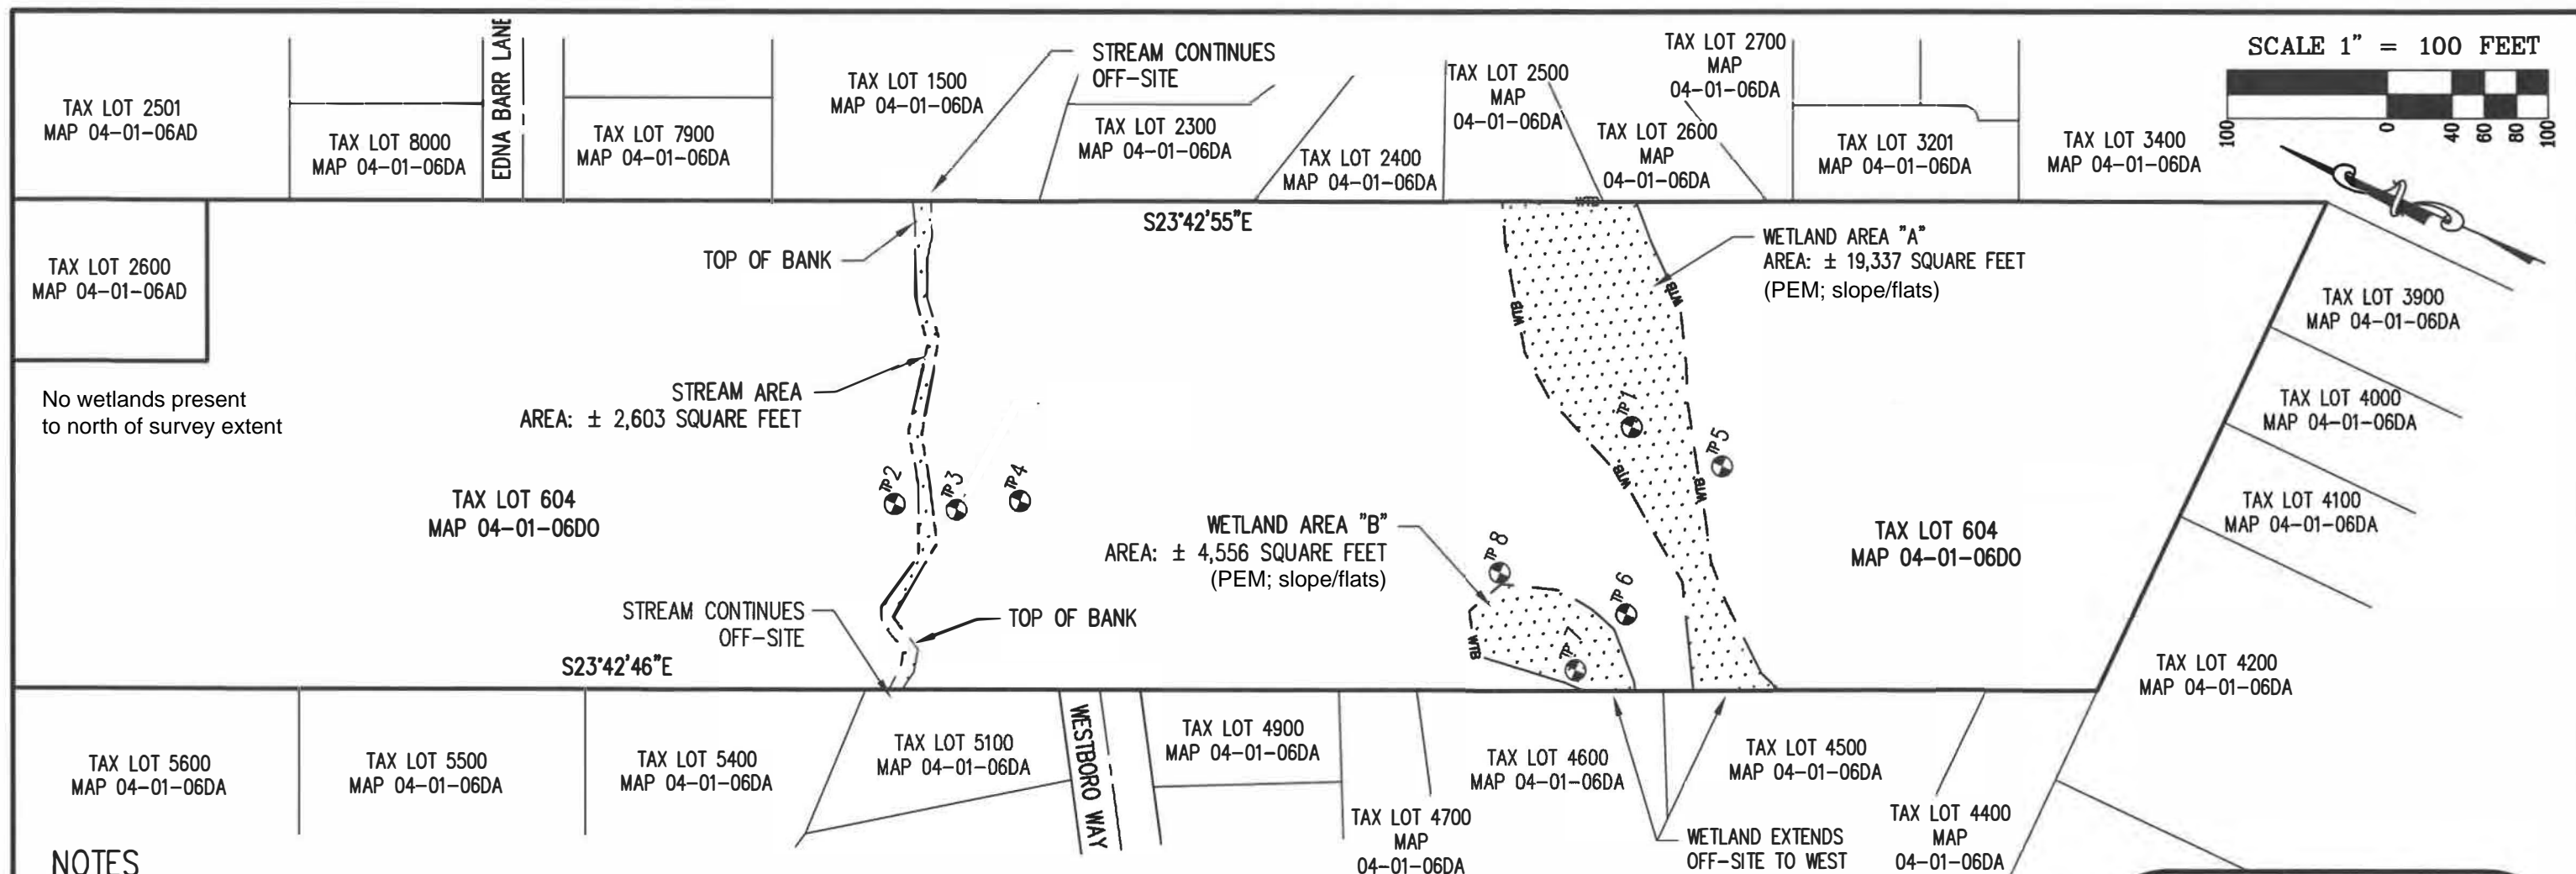 SCALE 1" = 100 FEET
100
0
40
60
80
100
TAX LOT 2501
MAP 04-01-06AD
TAX LOT 8000
MAP 04-01-06DA
EDNA BARR LANE
TAX LOT 7900
MAP 04-01-06DA
TAX LOT 1500
MAP 04-01-06DA
STREAM CONTINUES
OFF-SITE
TAX LOT 2300
MAP 04-01-06DA
TAX LOT 2400
MAP 04-01-06DA
TAX LOT 2500
MAP
04-01-06DA
TAX LOT 2600
MAP
04-01-06DA
TAX LOT 2700
MAP
04-01-06DA
TAX LOT 3201
MAP 04-01-06DA
TAX LOT 3400
MAP 04-01-06DA
S23°42'55"E
TAX LOT 2600
MAP 04-01-06AD
TOP OF BANK
WTB
WETLAND AREA "A"
AREA: ± 19,337 SQUARE FEET
(PEM; slope/flats)
WTB
WTB
TAX LOT 3900
MAP 04-01-06DA
No wetlands present
to north of survey extent
STREAM AREA
AREA: ± 2,603 SQUARE FEET
TP 1
TP 5
TAX LOT 4000
MAP 04-01-06DA
TAX LOT 604
MAP 04-01-06DO
TP 2
TP 3
TP 4
WTB
WTB
TAX LOT 4100
MAP 04-01-06DA
WETLAND AREA "B"
AREA: ± 4,556 SQUARE FEET
(PEM; slope/flats)
TP 8
TP 6
TAX LOT 604
MAP 04-01-06DO
STREAM CONTINUES
OFF-SITE
TOP OF BANK
WTB
TP 7
S23°42'46"E
TAX LOT 4200
MAP 04-01-06DA
TAX LOT 5600
MAP 04-01-06DA
TAX LOT 5500
MAP 04-01-06DA
TAX LOT 5400
MAP 04-01-06DA
TAX LOT 5100
MAP 04-01-06DA
WESTBORO WAY
TAX LOT 4900
MAP 04-01-06DA
TAX LOT 4700
MAP
04-01-06DA
TAX LOT 4600
MAP 04-01-06DA
TAX LOT 4500
MAP 04-01-06DA
WETLAND EXTENDS
OFF-SITE TO WEST
TAX LOT 4400
MAP
04-01-06DA
NOTES